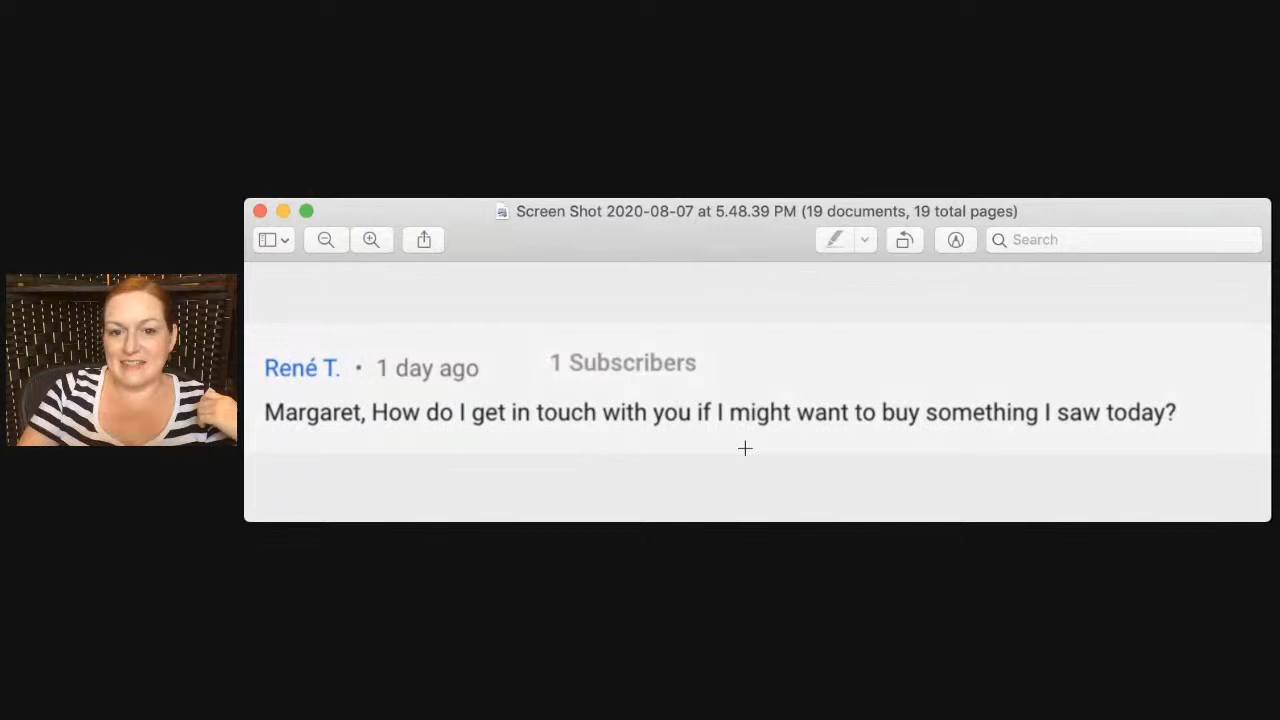 Screen Shot 2020-08-07 at 5.48.39 PM (19 documents, 19 total pages)
Search
René T. • 1 day ago 1 Subscribers
Margaret, How do I get in touch with you if I might want to buy something I saw today?